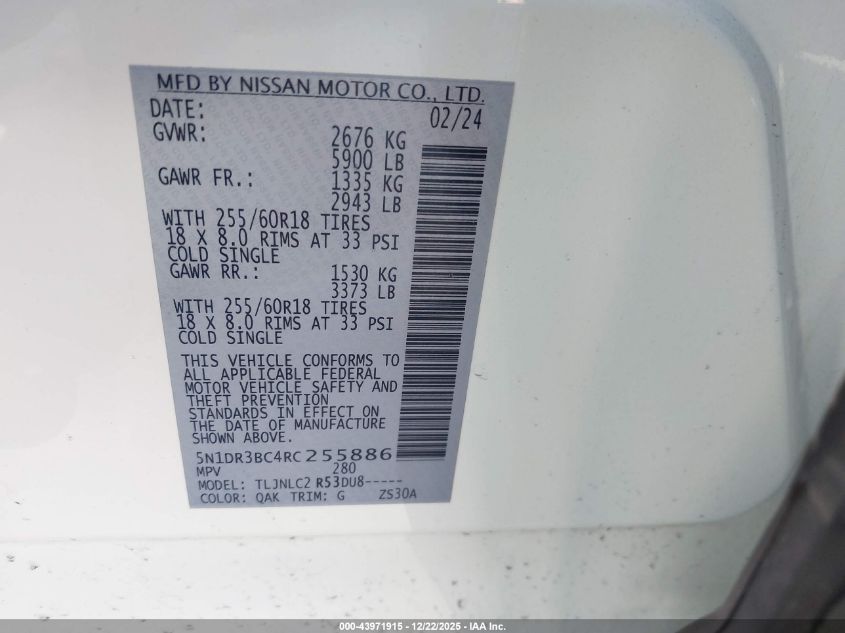 MFD BY NISSAN MOTOR CO., LTD.
DATE: 02/24
GVWR: 2676 KG
5900 LB
GAWR FR.: 1335 KG
2943 LB
WITH 255/60R18 TIRES
18 X 8.0 RIMS AT 33 PSI
COLD SINGLE
GAWR RR.: 1530 KG
3373 LB
WITH 255/60R18 TIRES
18 X 8.0 RIMS AT 33 PSI
COLD SINGLE
THIS VEHICLE CONFORMS TO
ALL APPLICABLE FEDERAL
MOTOR VEHICLE SAFETY AND
THEFT PREVENTION
STANDARDS IN EFFECT ON
THE DATE OF MANUFACTURE
SHOWN ABOVE.
5N1DR3BC4RC255886
MPV 280
MODEL: TLJNLC2 R53DU8-----
COLOR: QAK TRIM: G ZS30A
000-43971915 - 12/22/2025 - IAA Inc.